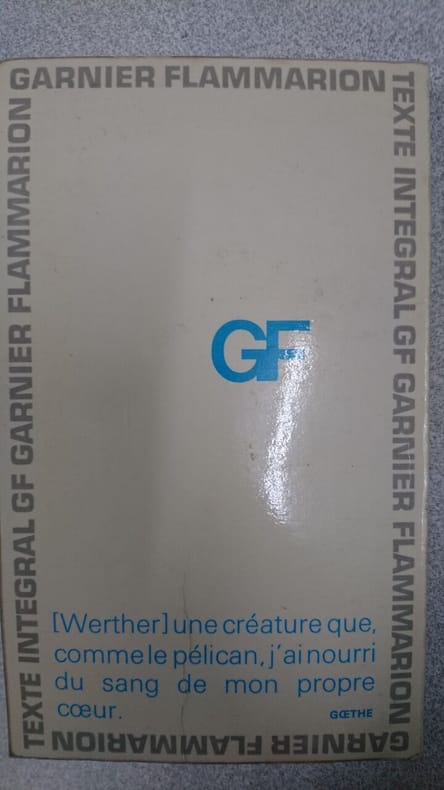 GARNIER FLAMMARION
TEXTE INTEGRAL GF GARNIER FLAMMARION
TEXTE INTEGRAL GF GARNIER FLAMMARION
GF
[Werther] une créature que,
comme le pélican, j'ai nourri
du sang de mon propre
cœur.
GŒTHE
GARNIER FLAMMARION